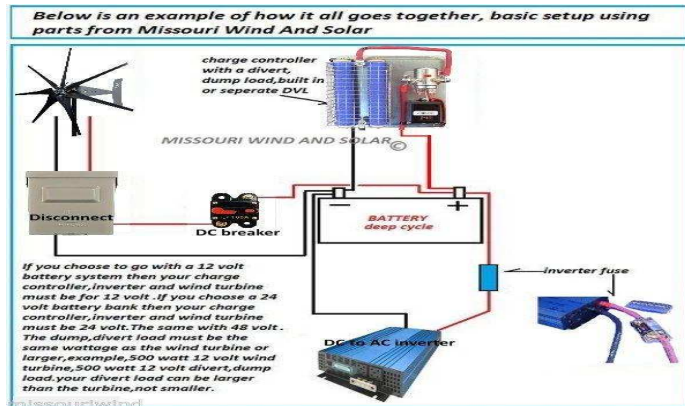 Below is an example of how it all goes together, basic setup using
parts from Missouri Wind And Solar
charge controller
with a divert,
dump load,built in
or seperate DVL
MISSOURI WIND AND SOLAR©
Disconnect
DC breaker
BATTERY
deep cycle
inverter fuse
DC to AC inverter
If you choose to go with a 12 volt
battery system then your charge
controller,inverter and wind turbine
must be for 12 volt .If you choose a 24
volt battery bank then your charge
controller,inverter and wind turbine
must be 24 volt.The same with 48 volt .
The dump,divert load must be the
same wattage as the wind turbine or
larger,example,500 watt 12 volt wind
turbine,500 watt 12 volt divert,dump
load.your divert load can be larger
than the turbine,not smaller.
missouriwind